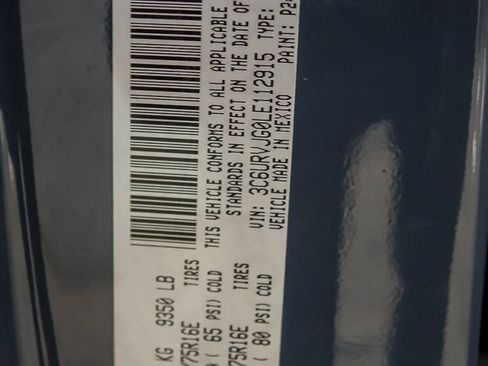 KG 9350 LB
75R16E TIRES
( 65 PSI) COLD THIS VEHICLE CONFORMS TO ALL APPLICABLE
75R16E TIRES STANDARDS IN EFFECT ON THE DATE OF
( 80 PSI) COLD VIN: 3C6URVJG0LE112915 TYPE:
VEHICLE MADE IN MEXICO PAINT: